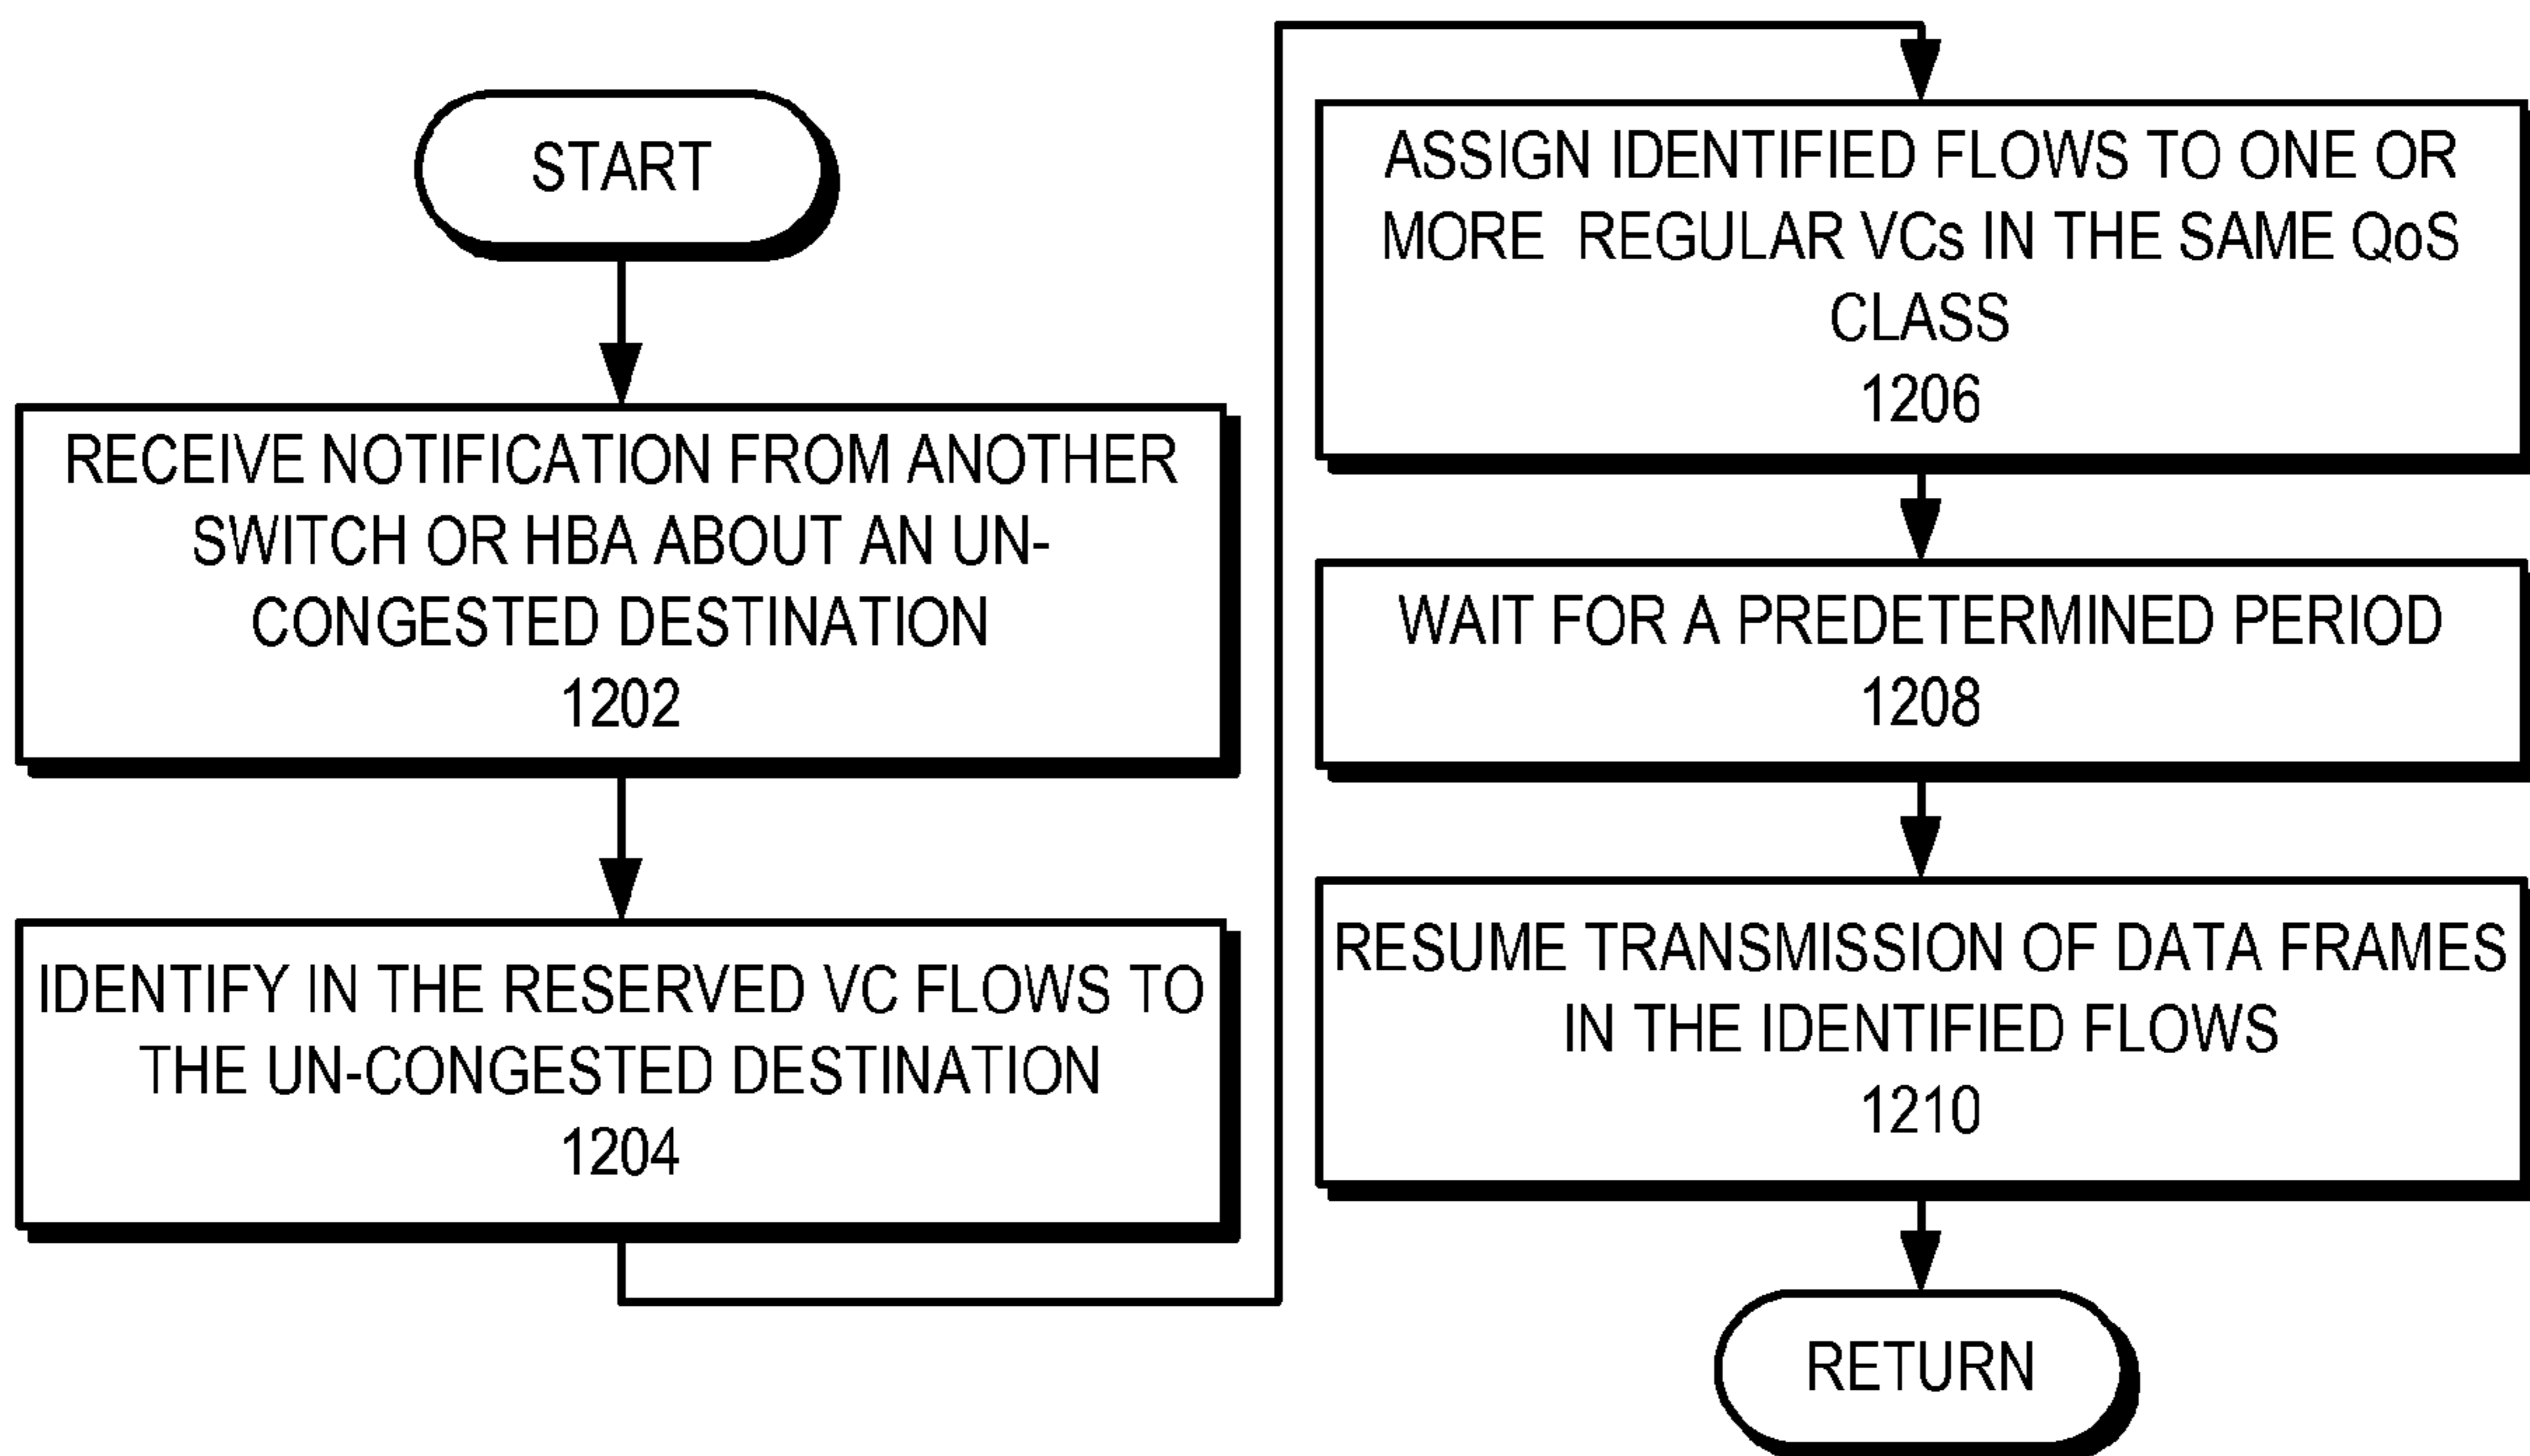 START
RECEIVE NOTIFICATION FROM ANOTHER
SWITCH OR HBA ABOUT AN UN-
CONGESTED DESTINATION
1202
IDENTIFY IN THE RESERVED VC FLOWS TO
THE UN-CONGESTED DESTINATION
1204
ASSIGN IDENTIFIED FLOWS TO ONE OR
MORE REGULAR VCs IN THE SAME QoS
CLASS
1206
WAIT FOR A PREDETERMINED PERIOD
1208
RESUME TRANSMISSION OF DATA FRAMES
IN THE IDENTIFIED FLOWS
1210
RETURN